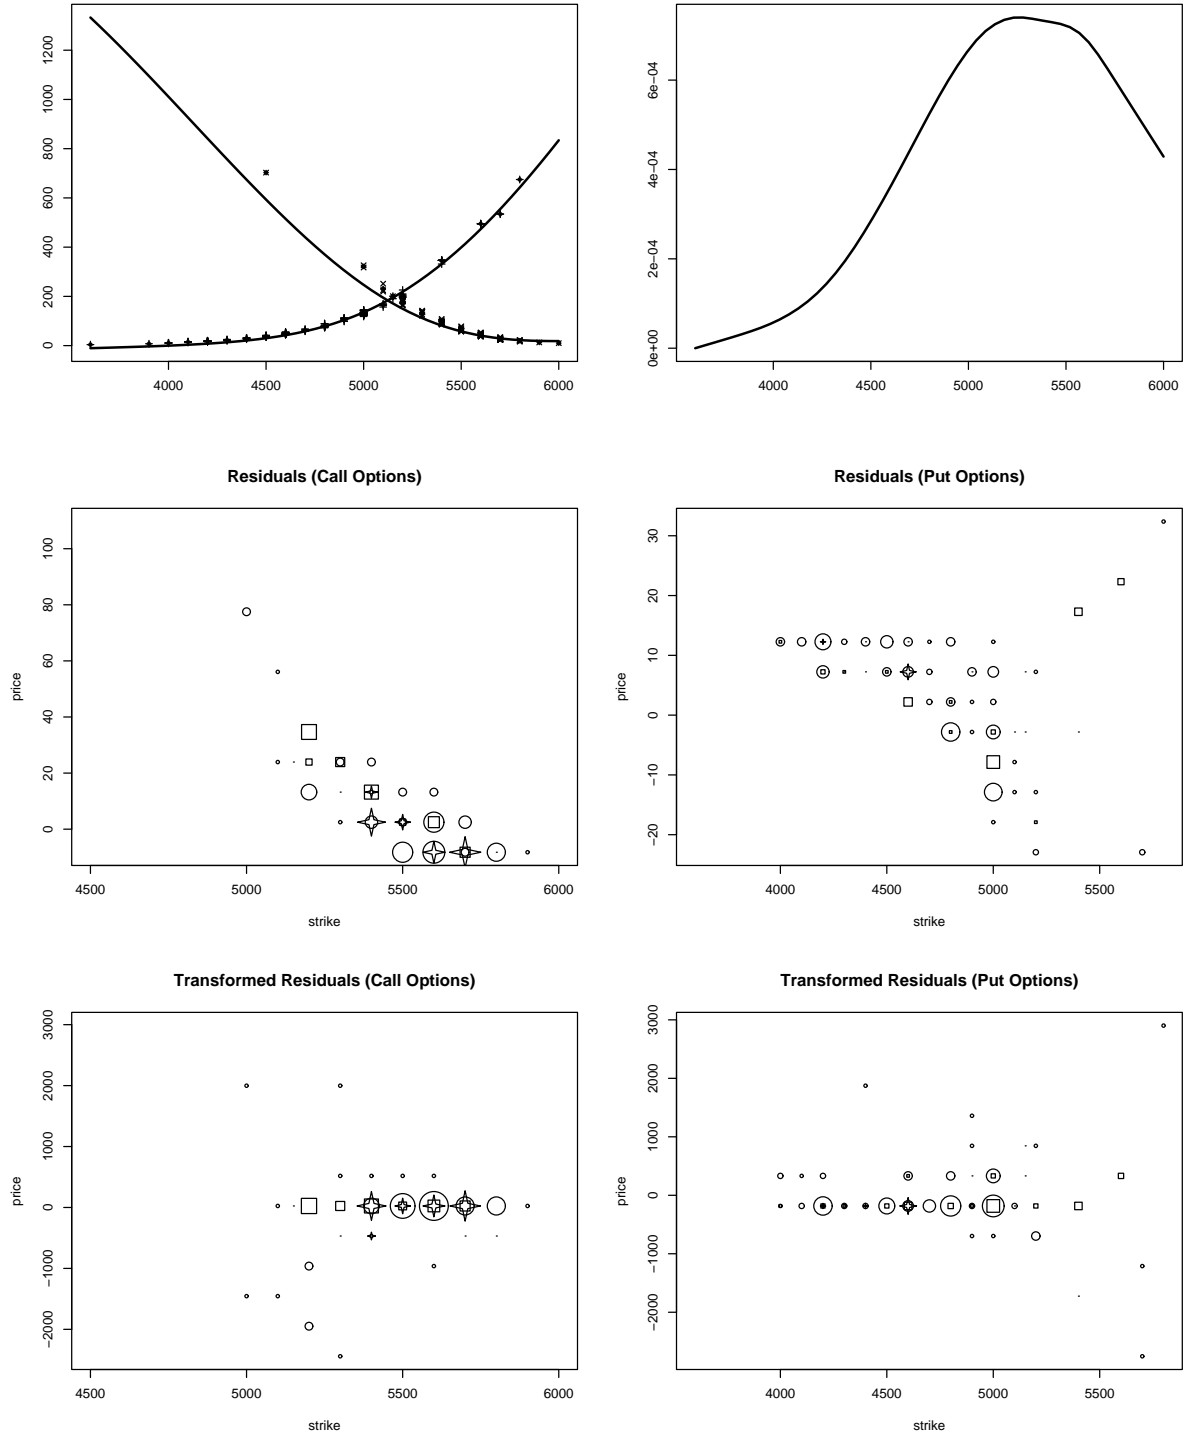 0 200 400 600 800 1000 1200
4000 4500 5000 5500 6000
0e+00 2e−04 4e−04 6e−04
4000 4500 5000 5500 6000
Residuals (Call Options)
price
0 20 40 60 80 100
4500 5000 5500 6000
strike
Residuals (Put Options)
price
−20 −10 0 10 20 30
4000 4500 5000 5500
strike
Transformed Residuals (Call Options)
price
−2000 −1000 0 1000 2000 3000
4500 5000 5500 6000
strike
Transformed Residuals (Put Options)
price
−2000 −1000 0 1000 2000 3000
4000 4500 5000 5500
strike